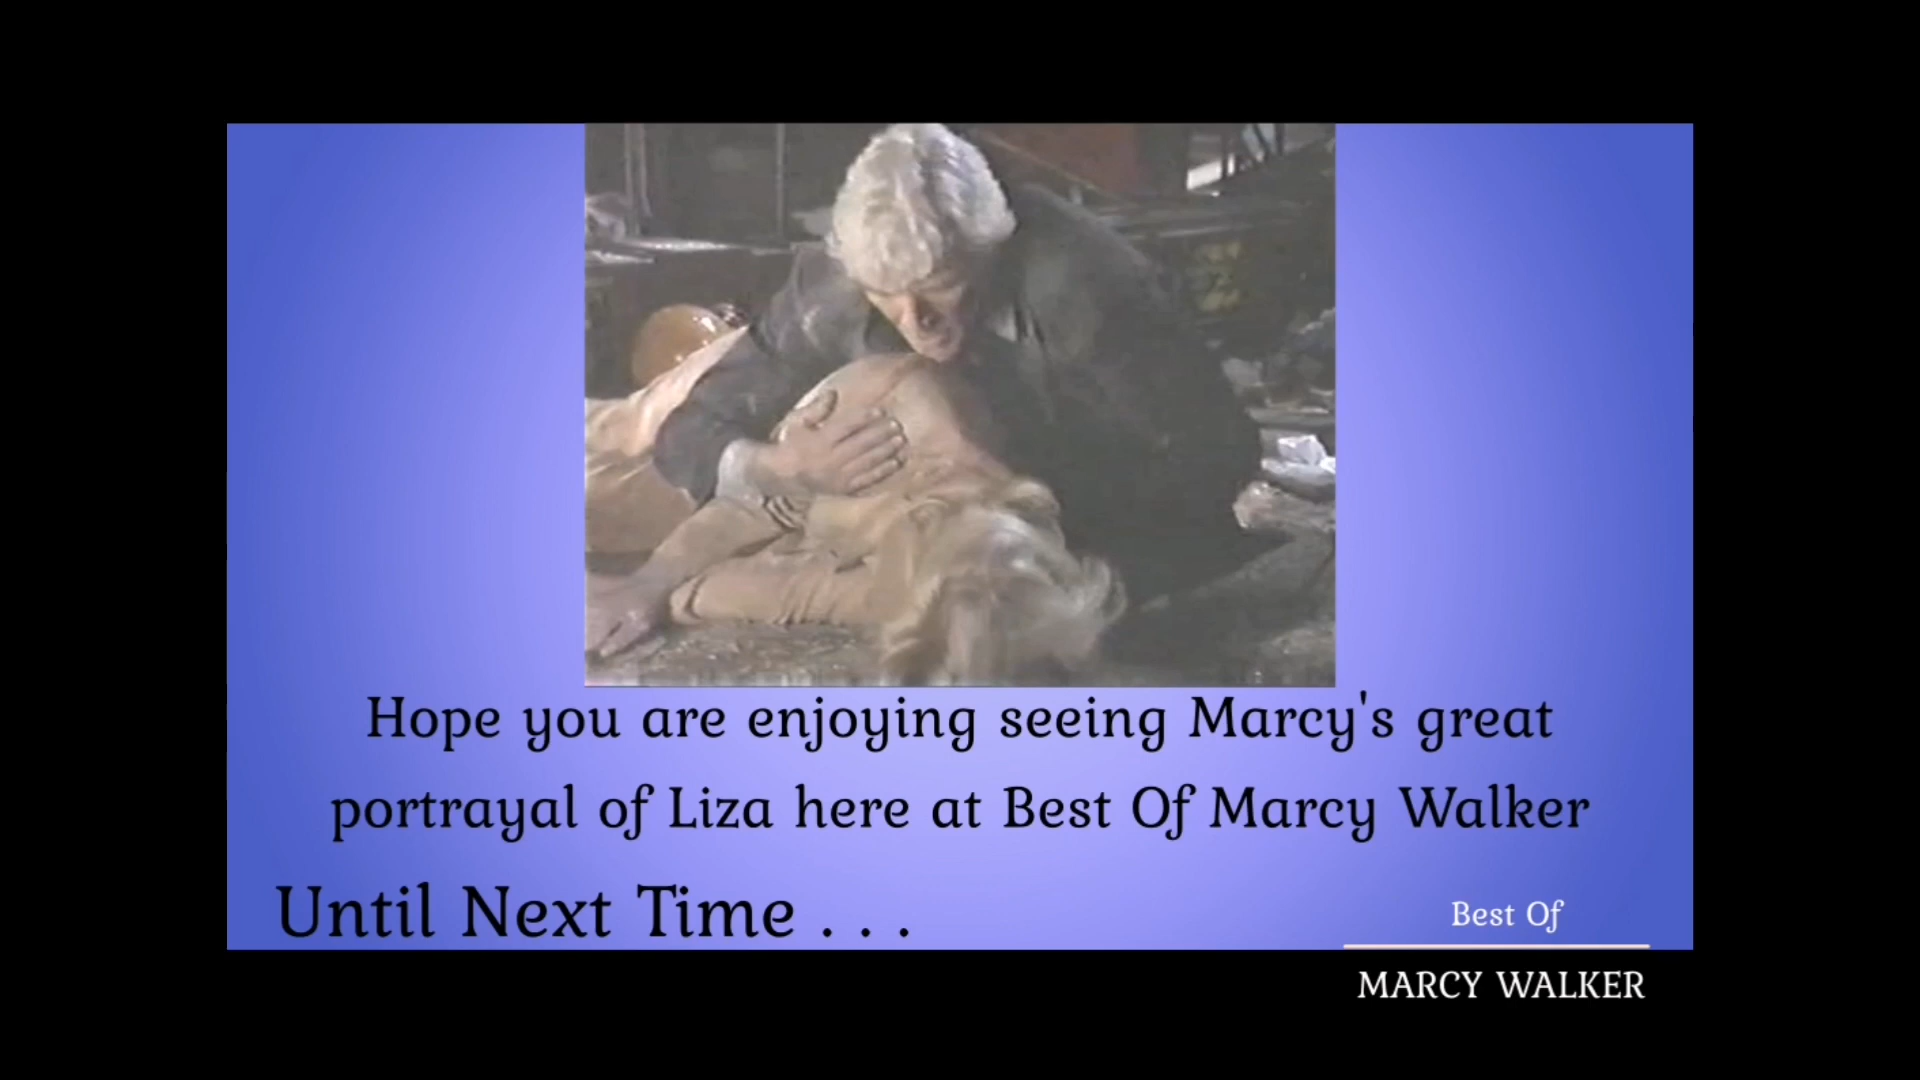 Hope you are enjoying seeing Marcy's great
portrayal of Liza here at Best Of Marcy Walker
Until Next Time . . .
Best Of
MARCY WALKER